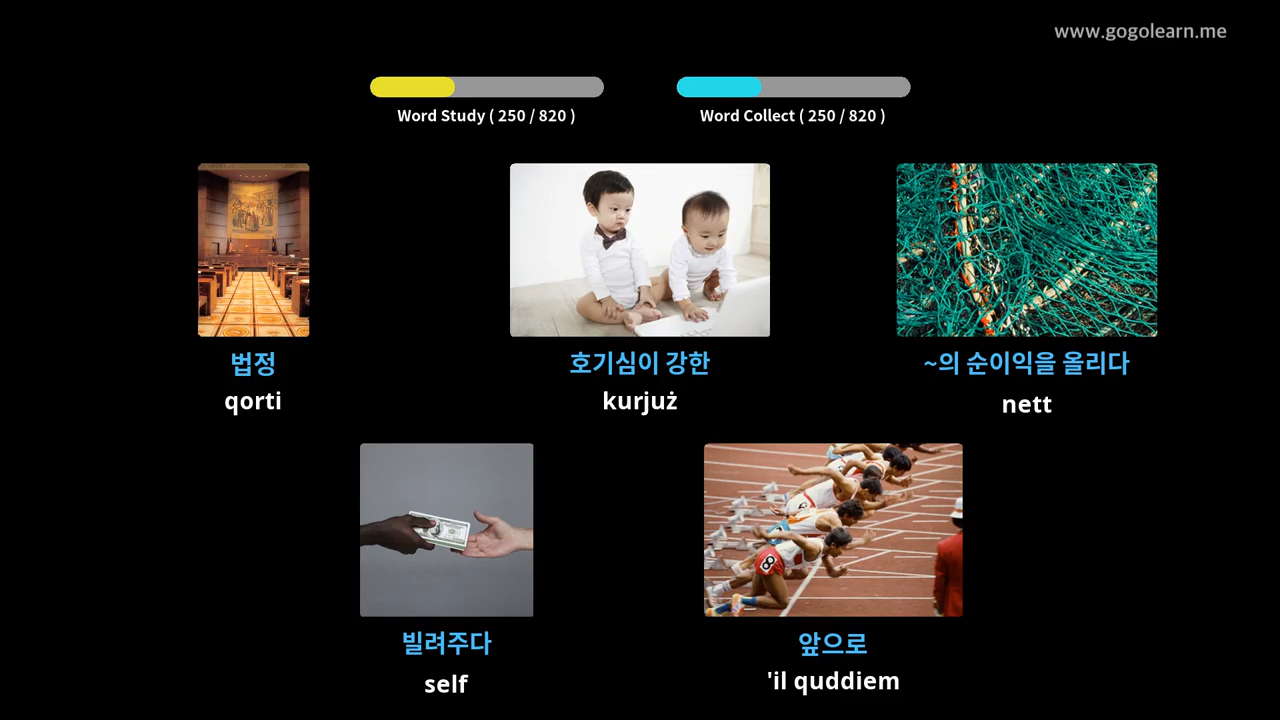 www.gogolearn.me
Word Study ( 250 / 820 )
Word Collect ( 250 / 820 )
법정
qorti
호기심이 강한
kurjuż
~의 순이익을 올리다
nett
빌려주다
self
앞으로
'il quddiem